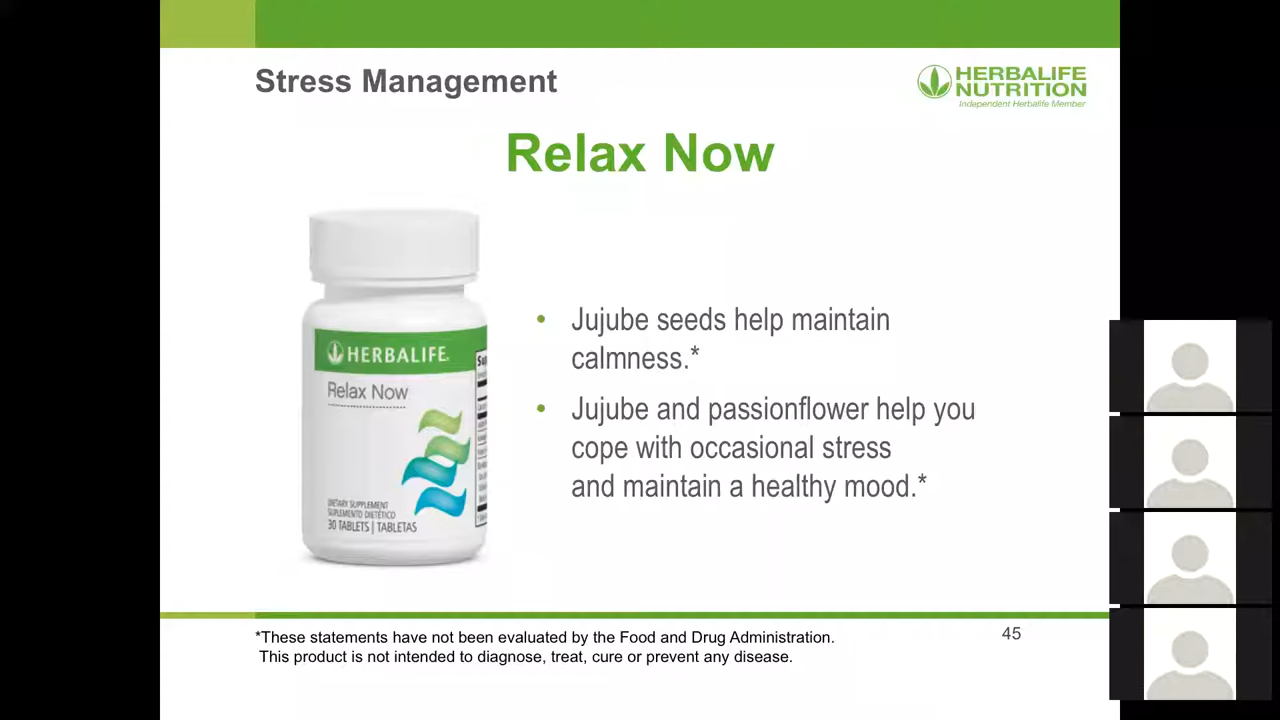 Stress Management
HERBALIFE
NUTRITION
Independent Herbalife Member
Relax Now
HERBALIFE
Relax Now
DIETARY SUPPLEMENT
SUPLEMENTO DIETÉTICO
30 TABLETS | TABLETAS
• Jujube seeds help maintain
calmness.*
• Jujube and passionflower help you
cope with occasional stress
and maintain a healthy mood.*
*These statements have not been evaluated by the Food and Drug Administration.
This product is not intended to diagnose, treat, cure or prevent any disease.
45